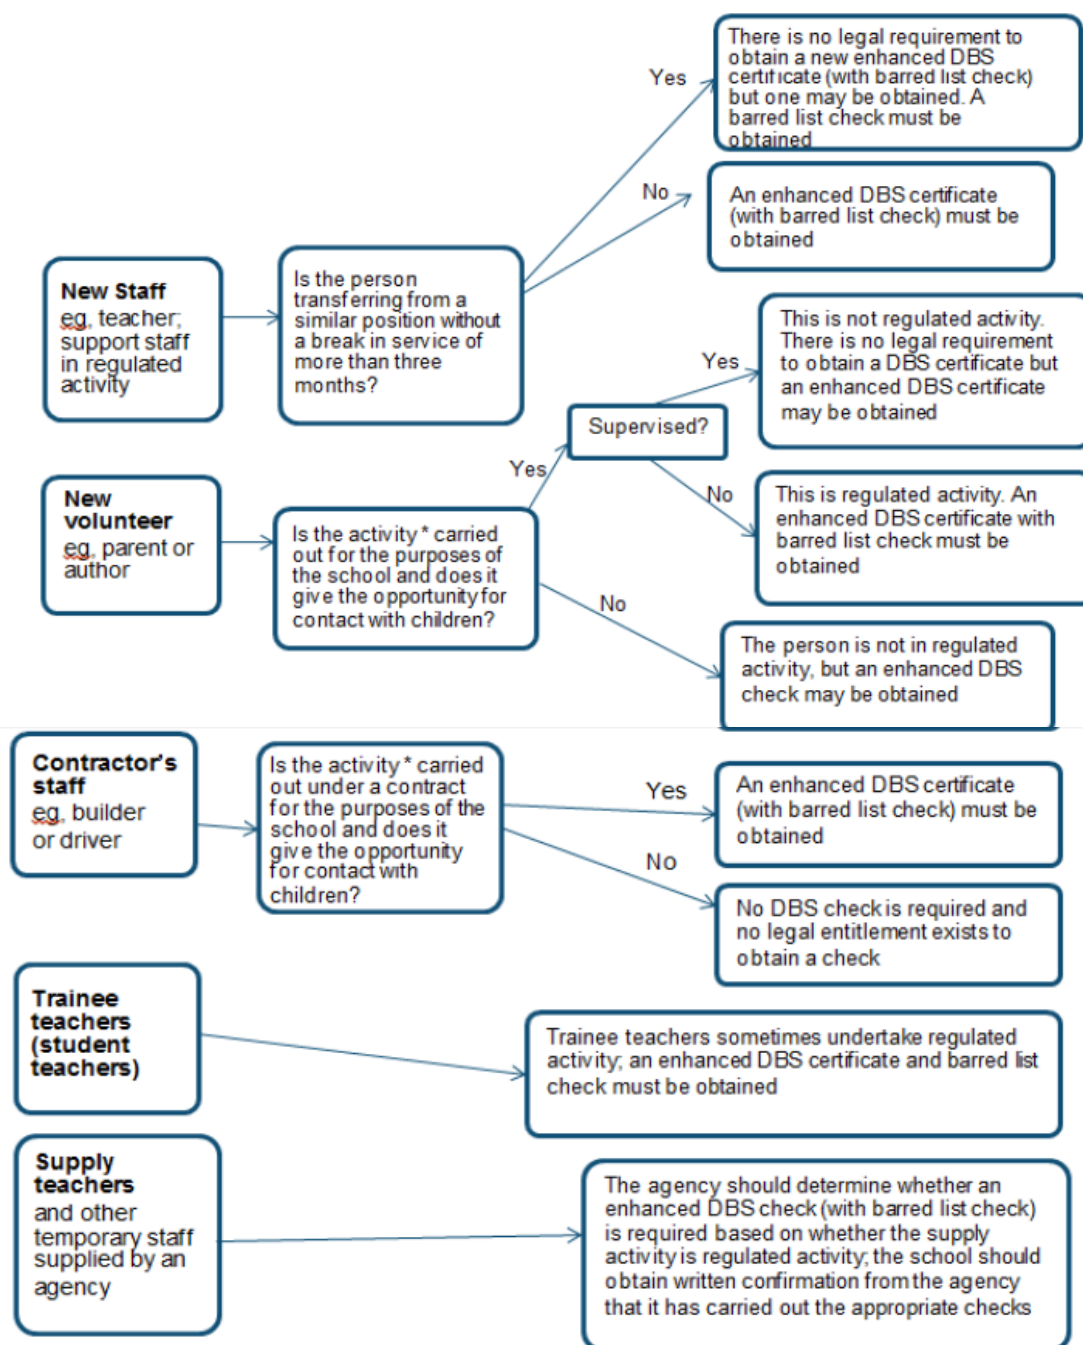 There is no legal requirement to
obtain a new enhanced DBS
certificate (with barred list check)
but one may be obtained. A
barred list check must be
obtained
Yes
No
An enhanced DBS certificate
(with barred list check) must be
obtained
New Staff
eg, teacher;
support staff
in regulated
activity
Is the person
transferring from a
similar position without
a break in service of
more than three
months?
This is not regulated activity.
There is no legal requirement
to obtain a DBS certificate but
an enhanced DBS certificate
may be obtained
Yes
Supervised?
Yes
No
This is regulated activity. An
enhanced DBS certificate with
barred list check must be
obtained
New
volunteer
eg, parent or
author
Is the activity * carried
out for the purposes of
the school and does it
give the opportunity for
contact with children?
No
The person is not in regulated
activity, but an enhanced DBS
check may be obtained
Contractor's
staff
eg, builder
or driver
Is the activity * carried
out under a contract
for the purposes of the
school and does it
give the opportunity
for contact with
children?
Yes
An enhanced DBS certificate
(with barred list check) must be
obtained
No
No DBS check is required and
no legal entitlement exists to
obtain a check
Trainee
teachers
(student
teachers)
Trainee teachers sometimes undertake regulated
activity; an enhanced DBS certificate and barred list
check must be obtained
Supply
teachers
and other
temporary staff
supplied by an
agency
The agency should determine whether an
enhanced DBS check (with barred list check)
is required based on whether the supply
activity is regulated activity; the school should
obtain written confirmation from the agency
that it has carried out the appropriate checks